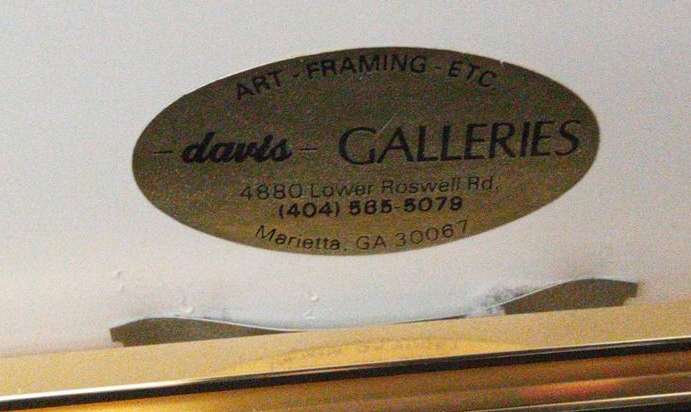 ART - FRAMING - ETC
- davis - GALLERIES
4880 Lower Roswell Rd.
(404) 565-5079
Marietta, GA 30067